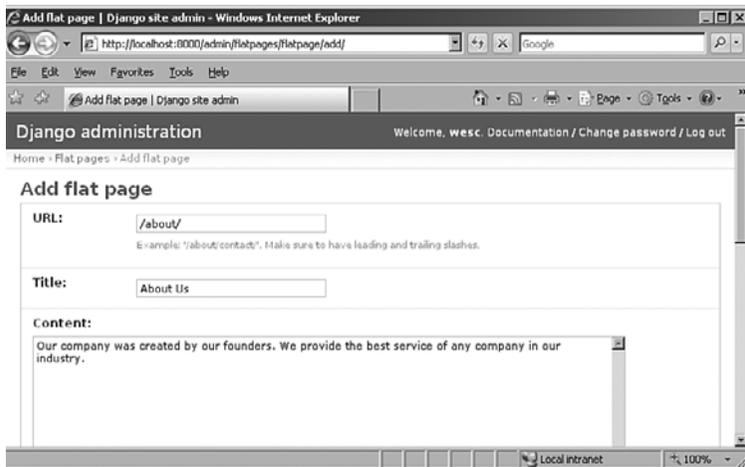 Add flat page | Django site admin - Windows Internet Explorer
http://localhost:8000/admin/flatpages/flatpage/add/
Google
File Edit View Favorites Tools Help
Add flat page | Django site admin
Page Tools
Django administration
Welcome, wesc. Documentation / Change password / Log out
Home › Flat pages › Add flat page
Add flat page
URL:
/about/
Example: "/about/contact/". Make sure to have leading and trailing slashes.
Title:
About Us
Content:
Our company was created by our founders. We provide the best service of any company in our
industry.
Local intranet
100%